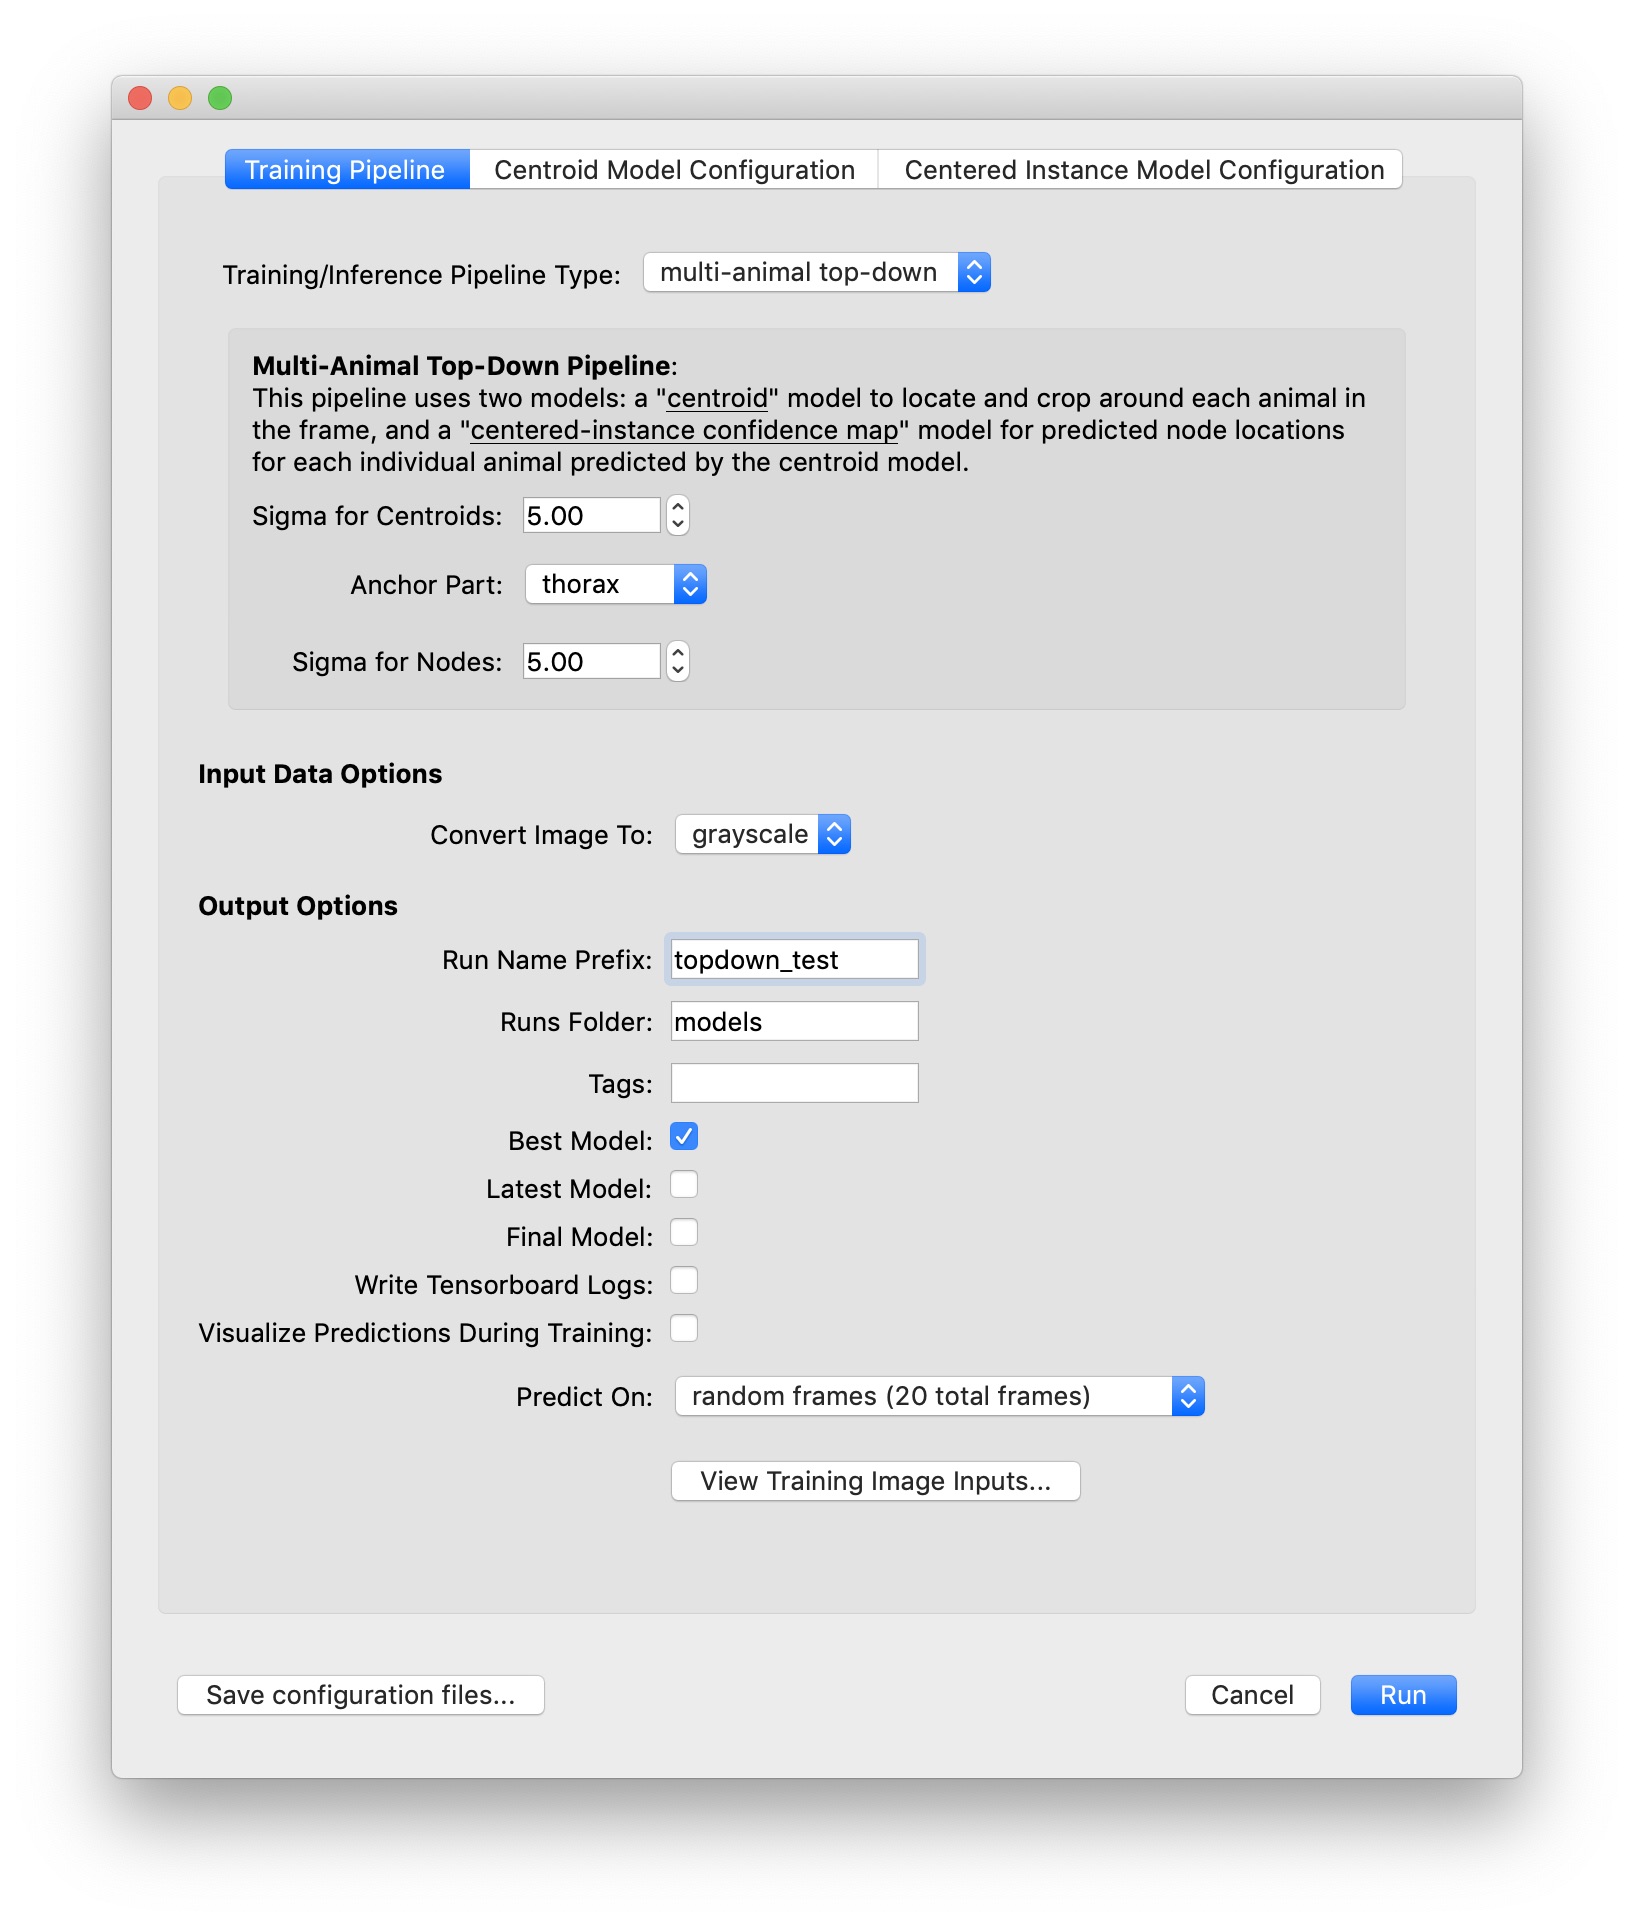 Training Pipeline
Centroid Model Configuration
Centered Instance Model Configuration
Training/Inference Pipeline Type: multi-animal top-down
Multi-Animal Top-Down Pipeline:
This pipeline uses two models: a "centroid" model to locate and crop around each animal in
the frame, and a "centered-instance confidence map" model for predicted node locations
for each individual animal predicted by the centroid model.
Sigma for Centroids: 5.00
Anchor Part: thorax
Sigma for Nodes: 5.00
Input Data Options
Convert Image To: grayscale
Output Options
Run Name Prefix: topdown_test
Runs Folder: models
Tags:
Best Model:
Latest Model:
Final Model:
Write Tensorboard Logs:
Visualize Predictions During Training:
Predict On: random frames (20 total frames)
View Training Image Inputs...
Save configuration files...
Cancel
Run